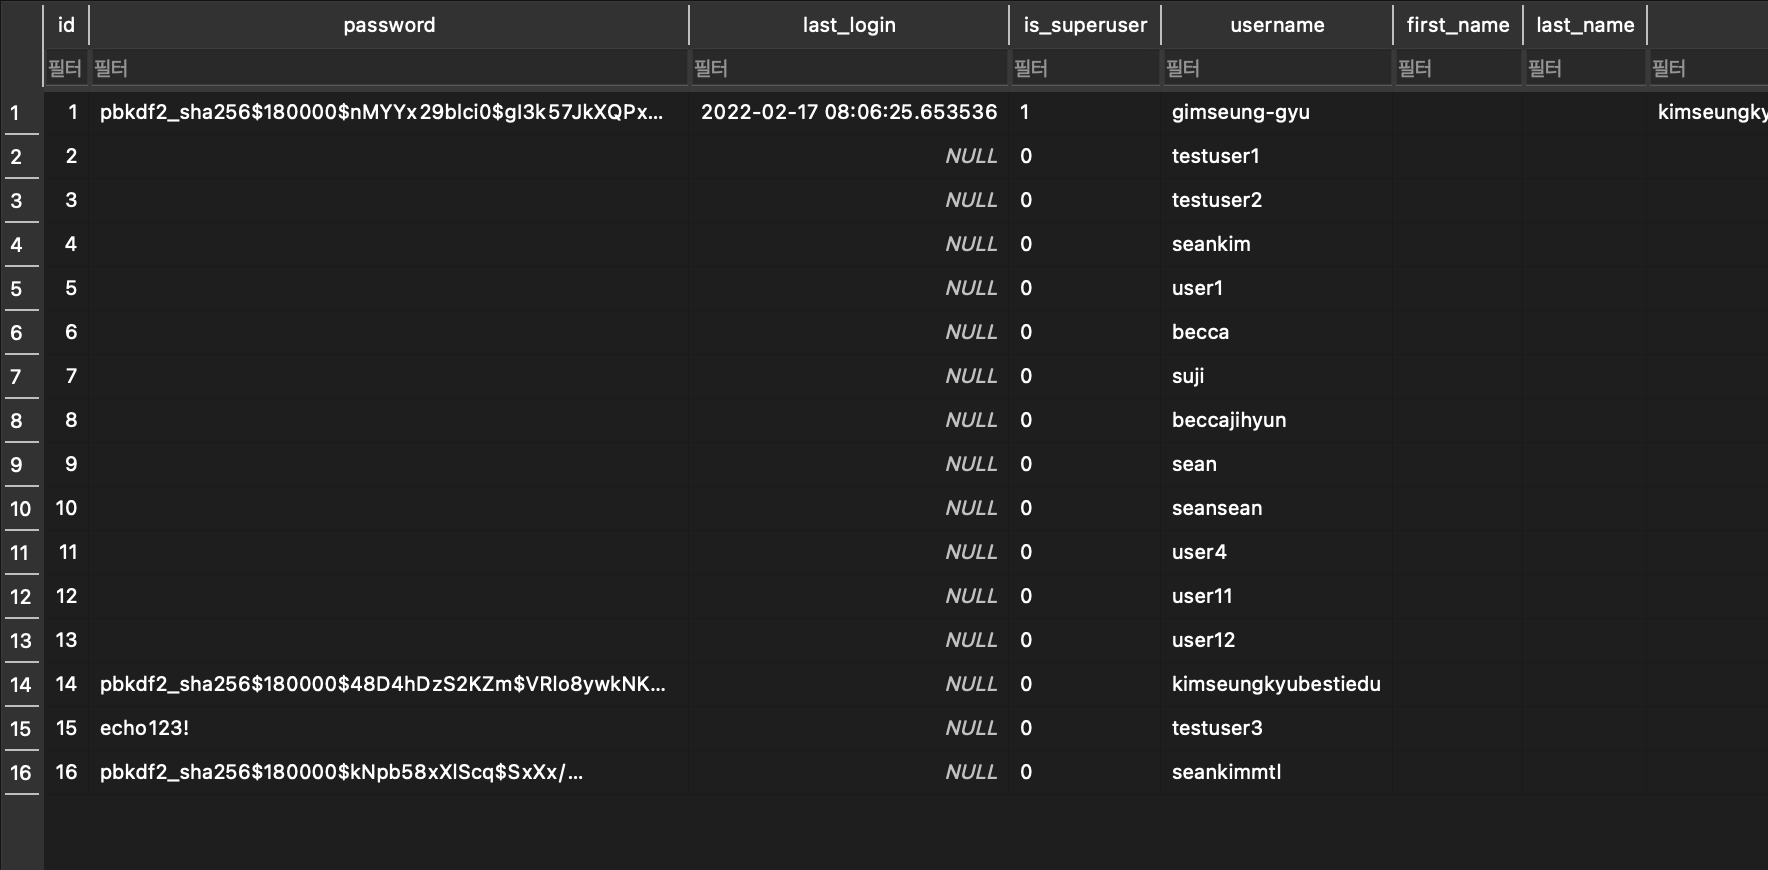 id password last_login is_superuser username first_name last_name
필터 필터 필터 필터 필터 필터 필터 필터
1 1 pbkdf2_sha256$180000$nMYYx29blci0$gI3k57JkXQPx... 2022-02-17 08:06:25.653536 1 gimseung-gyu kimseungky
2 2 NULL 0 testuser1
3 3 NULL 0 testuser2
4 4 NULL 0 seankim
5 5 NULL 0 user1
6 6 NULL 0 becca
7 7 NULL 0 suji
8 8 NULL 0 beccajihyun
9 9 NULL 0 sean
10 10 NULL 0 seansean
11 11 NULL 0 user4
12 12 NULL 0 user11
13 13 NULL 0 user12
14 14 pbkdf2_sha256$180000$48D4hDzS2KZm$VRlo8ywkNK... NULL 0 kimseungkyubestiedu
15 15 echo123! NULL 0 testuser3
16 16 pbkdf2_sha256$180000$kNpb58xXlScq$SxXx/... NULL 0 seankimmtl